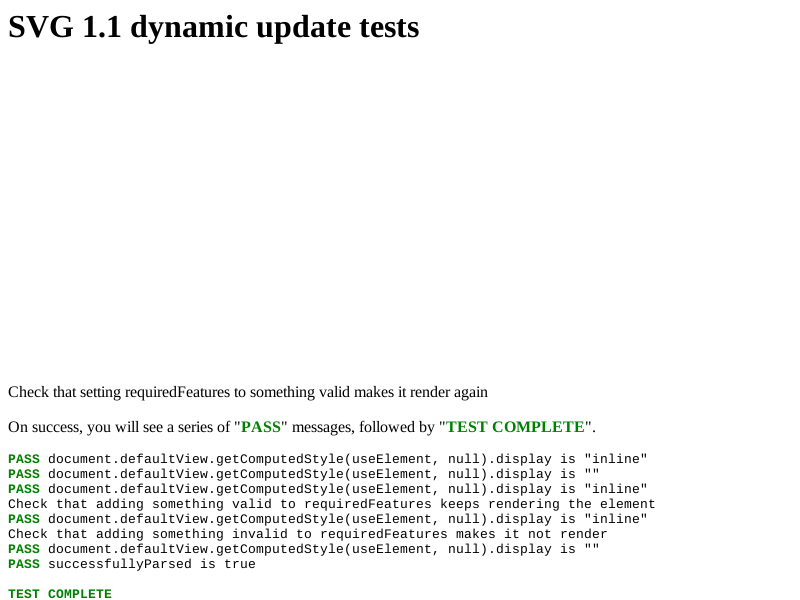 SVG 1.1 dynamic update tests
Check that setting requiredFeatures to something valid makes it render again
On success, you will see a series of "PASS" messages, followed by "TEST COMPLETE".
PASS document.defaultView.getComputedStyle(useElement, null).display is "inline"
PASS document.defaultView.getComputedStyle(useElement, null).display is ""
PASS document.defaultView.getComputedStyle(useElement, null).display is "inline"
Check that adding something valid to requiredFeatures keeps rendering the element
PASS document.defaultView.getComputedStyle(useElement, null).display is "inline"
Check that adding something invalid to requiredFeatures makes it not render
PASS document.defaultView.getComputedStyle(useElement, null).display is ""
PASS successfullyParsed is true
TEST COMPLETE